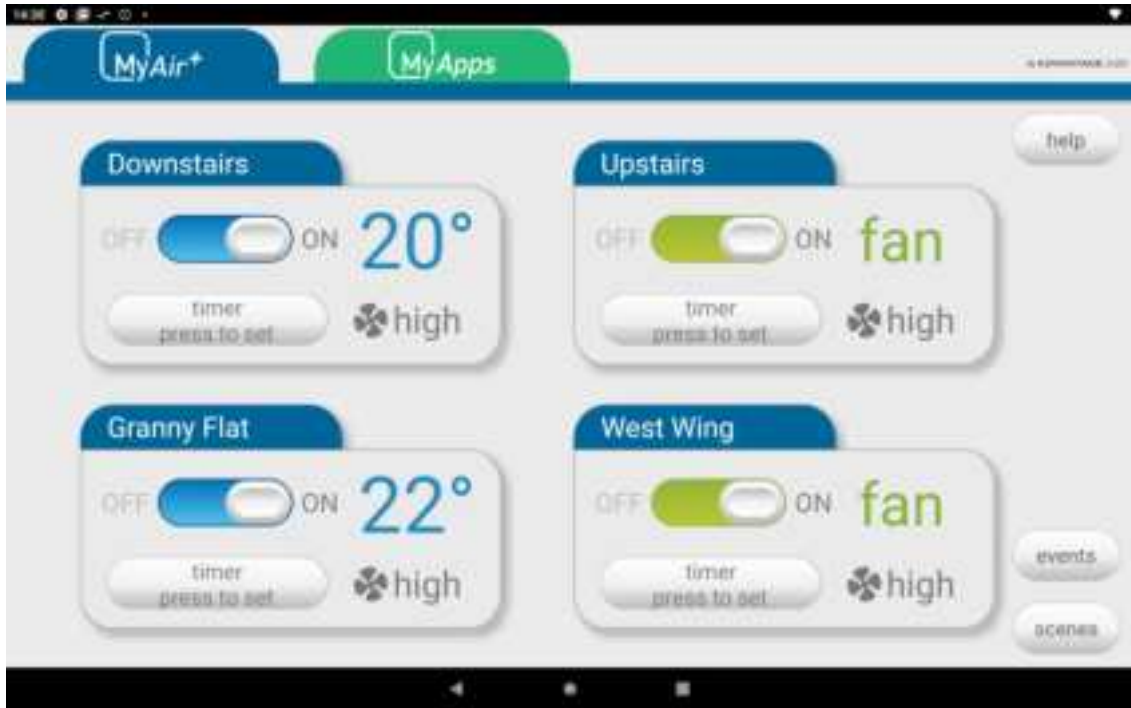 MyAir+
MyApps
help
Downstairs
OFF ON 20°
timer
press to set
high
Upstairs
OFF ON fan
timer
press to set
high
Granny Flat
OFF ON 22°
timer
press to set
high
West Wing
OFF ON fan
timer
press to set
high
events
scenes